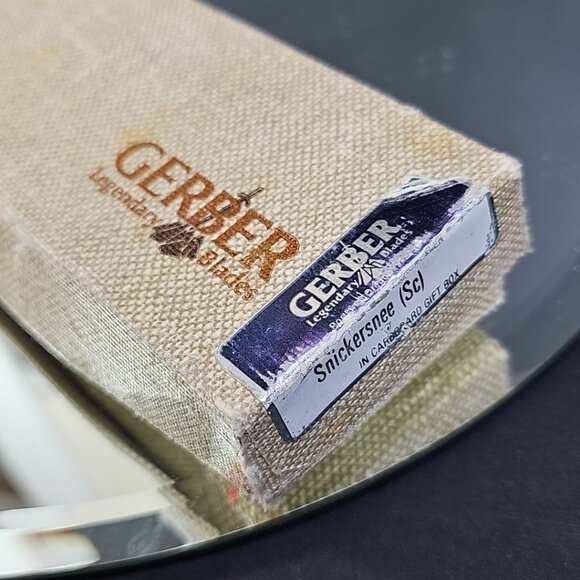 GERBER
Legendary Blades
GERBER
Legendary Blades
Snickersnee (Sc)
IN CARDBOARD GIFT BOX